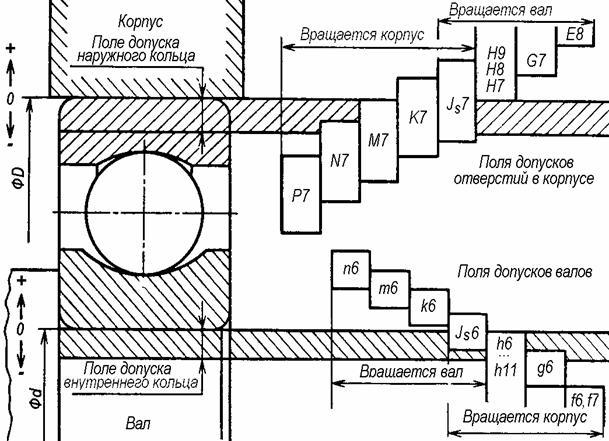 Корпус
Поле допуска
наружного кольца
Вращается корпус
Вращается вал
E8
G7
H9
H8
H7
Js7
K7
M7
N7
P7
+
0
-
ФD
Поля допусков
отверстий в корпусе
Поля допусков валов
n6
m6
k6
Js6
h6
...
h11
g6
f6, f7
+
0
-
Фd
Поле допуска
внутреннего кольца
Вращается вал
Вращается корпус
Вал